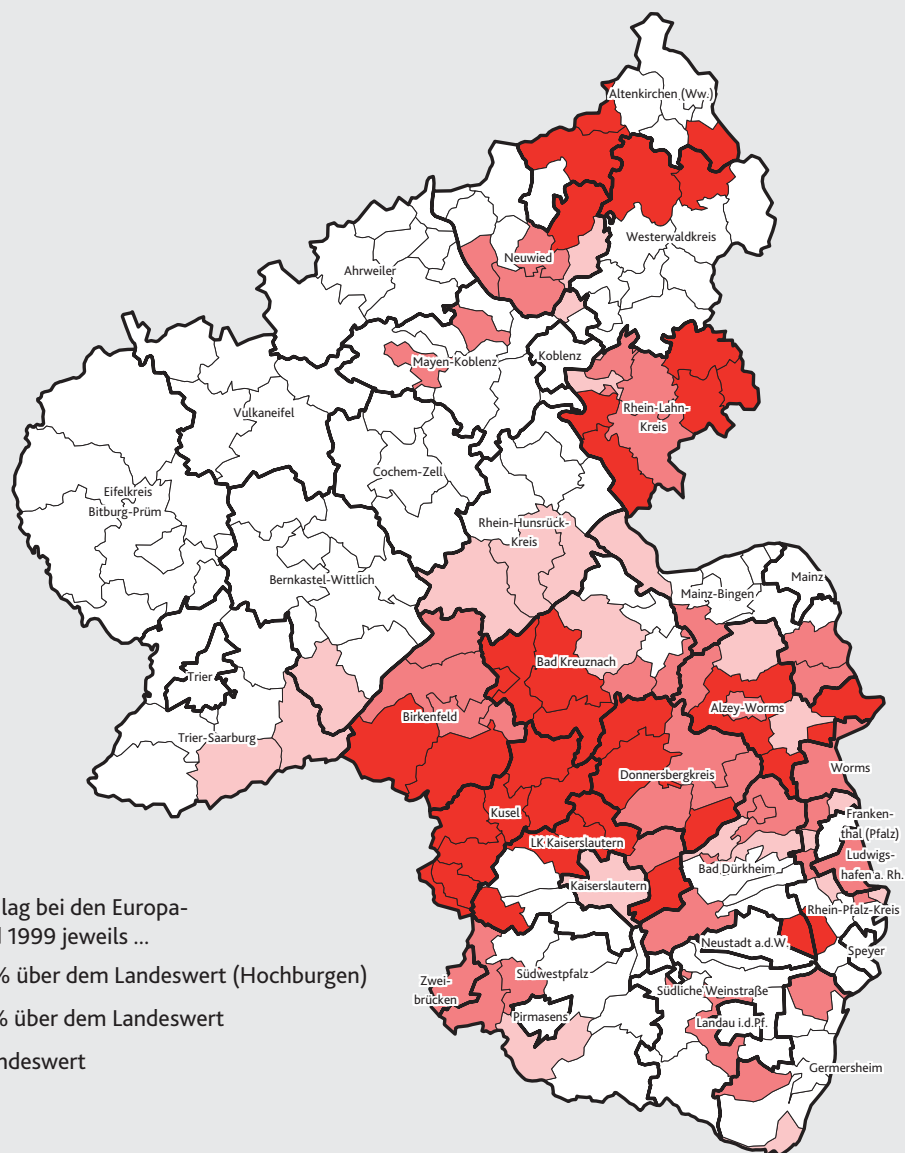 Altenkirchen (Ww.)
Westerwaldkreis
Neuwied
Ahrweiler
Mayen-Koblenz
Koblenz
Rhein-Lahn-
Kreis
Vulkaneifel
Cochem-Zell
Eifelkreis
Bitburg-Prüm
Rhein-Hunsrück-
Kreis
Bernkastel-Wittlich
Mainz
Mainz-Bingen
Bad Kreuznach
Trier
Birkenfeld
Alzey-Worms
Trier-Saarburg
Worms
Donnersbergkreis
Kusel
Franken-
thal (Pfalz)
LK Kaiserslautern
Ludwigs-
hafen a. Rh.
Bad Dürkheim
Kaiserslautern
Rhein-Pfalz-Kreis
Neustadt a.d.W.
Speyer
Zwei-
brücken
Südwestpfalz
Südliche Weinstraße
Pirmasens
Landau i.d.Pf.
Germersheim
lag bei den Europa-
1999 jeweils ...
% über dem Landeswert (Hochburgen)
% über dem Landeswert
ndeswert